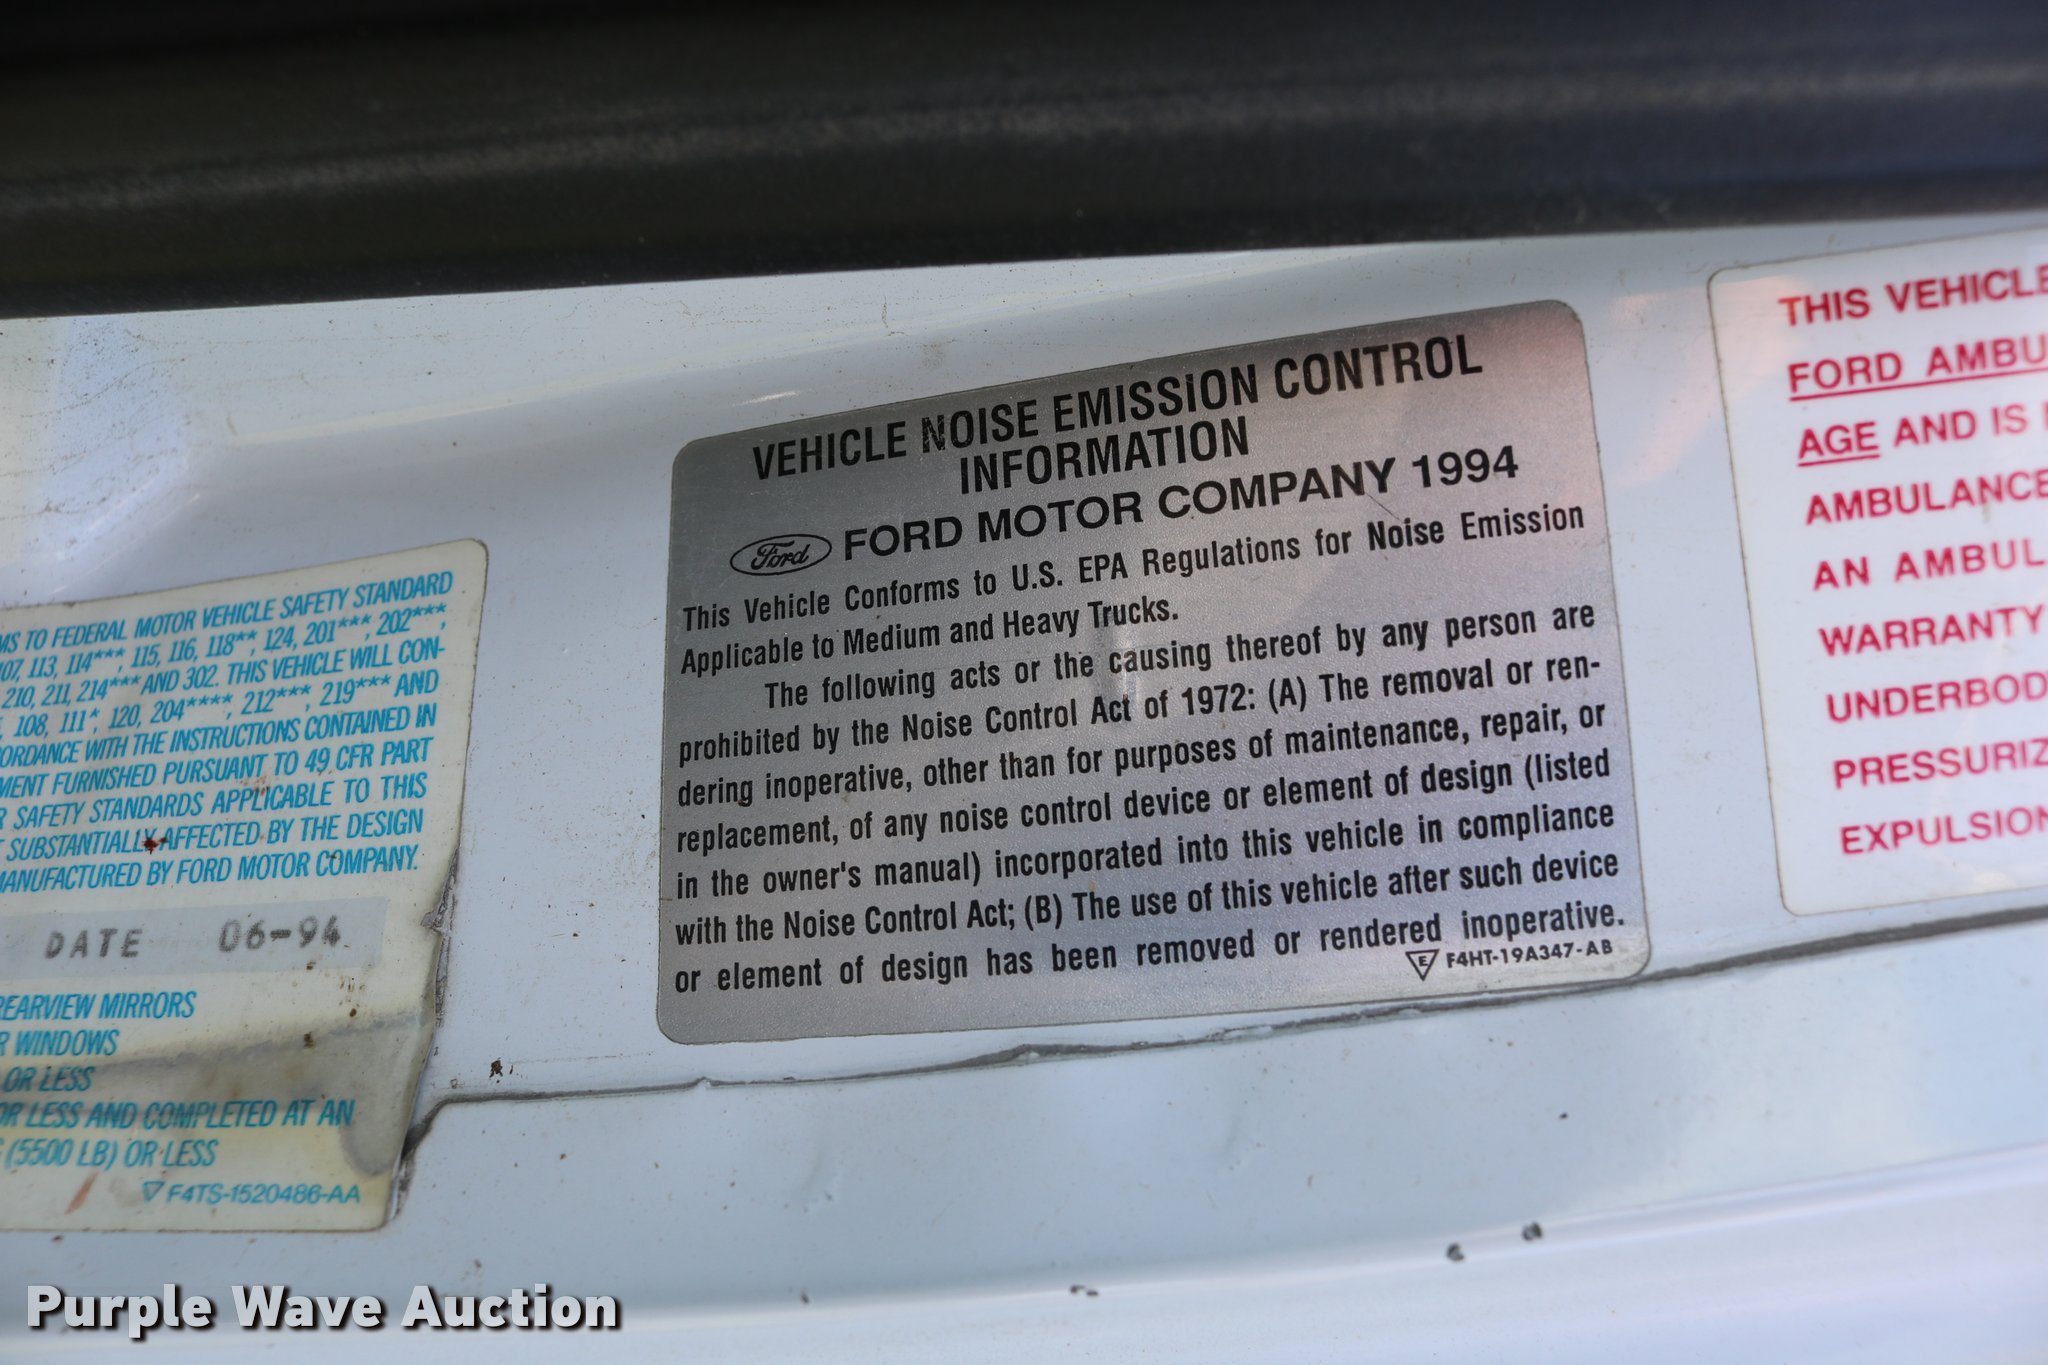 MS TO FEDERAL MOTOR VEHICLE SAFETY STANDARD
07, 113, 114***, 115, 116, 118**, 124, 201***, 202***,
210, 211, 214*** AND 302. THIS VEHICLE WILL CON-
, 108, 111*, 120, 204****, 212***, 219*** AND
CORDANCE WITH THE INSTRUCTIONS CONTAINED IN
MENT FURNISHED PURSUANT TO 49 CFR PART
R SAFETY STANDARDS APPLICABLE TO THIS
T SUBSTANTIALLY AFFECTED BY THE DESIGN
MANUFACTURED BY FORD MOTOR COMPANY.
DATE 06-94
REARVIEW MIRRORS
R WINDOWS
OR LESS
OR LESS AND COMPLETED AT AN
(5500 LB) OR LESS
F4TS-1520486-AA
VEHICLE NOISE EMISSION CONTROL
INFORMATION
Ford FORD MOTOR COMPANY 1994
This Vehicle Conforms to U.S. EPA Regulations for Noise Emission
Applicable to Medium and Heavy Trucks.
The following acts or the causing thereof by any person are
prohibited by the Noise Control Act of 1972: (A) The removal or ren-
dering inoperative, other than for purposes of maintenance, repair, or
replacement, of any noise control device or element of design (listed
in the owner's manual) incorporated into this vehicle in compliance
with the Noise Control Act; (B) The use of this vehicle after such device
or element of design has been removed or rendered inoperative.
E F4HT-19A347-AB
THIS VEHICLE
FORD AMBU
AGE AND IS
AMBULANCE
AN AMBUL
WARRANTY
UNDERBOD
PRESSURIZ
EXPULSION
Purple Wave Auction